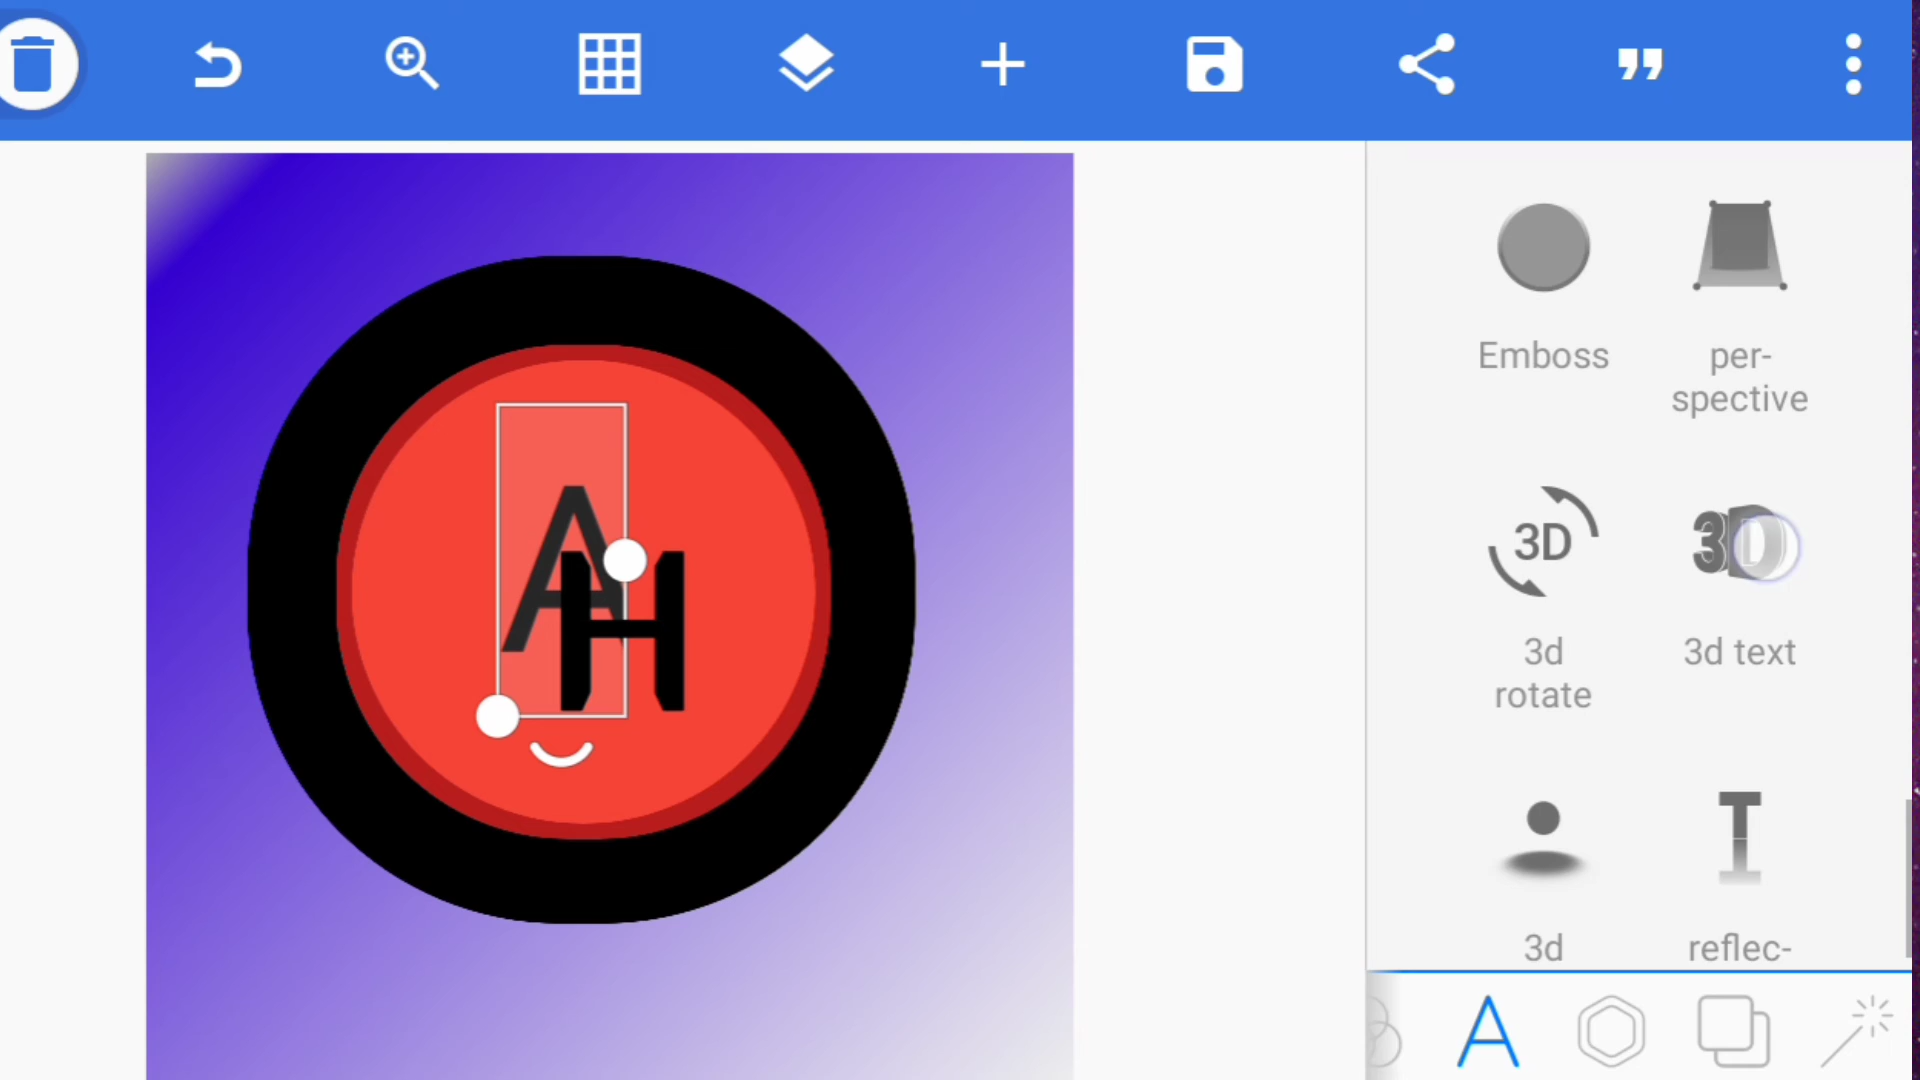 Emboss
per-
spective
A
H
3D
3D
3d
rotate
3d text
T
3d
reflec-
A